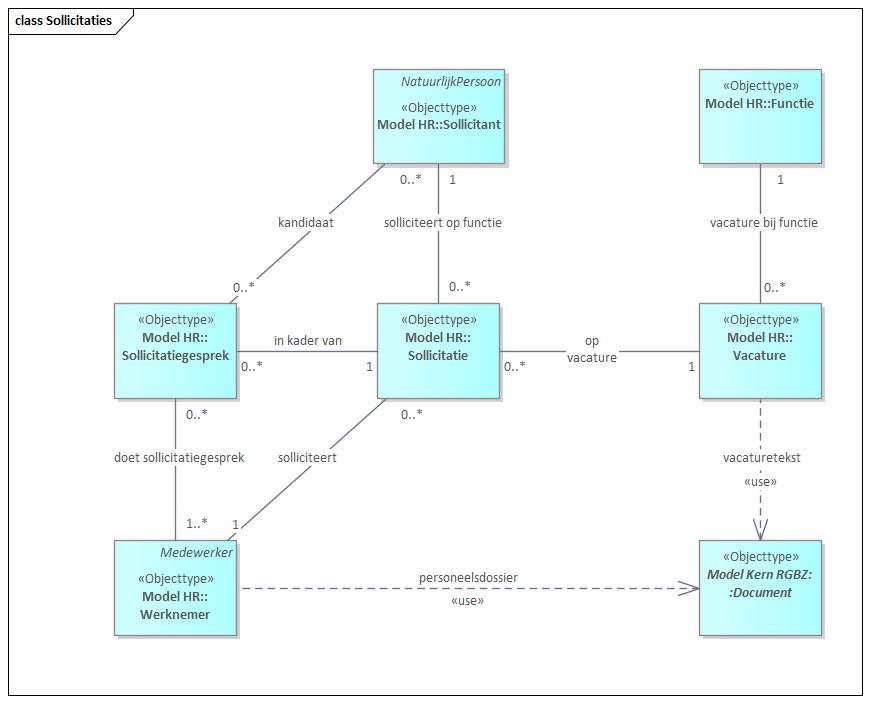 class Sollicitaties
NatuurlijkPersoon
«Objecttype»
Model HR::Sollicitant
«Objecttype»
Model HR::Functie
0..*
1
1
kandidaat
solliciteert op functie
vacature bij functie
0..*
0..*
0..*
«Objecttype»
Model HR::
Sollicitatiegesprek
in kader van
0..*
1
«Objecttype»
Model HR::
Sollicitatie
op
vacature
0..*
1
«Objecttype»
Model HR::
Vacature
0..*
0..*
doet sollicitatiegesprek
solliciteert
vacaturetekst
«use»
1..*
1
Medewerker
«Objecttype»
Model HR::
Werknemer
personeelsdossier
«use»
«Objecttype»
Model Kern RGBZ:
:Document